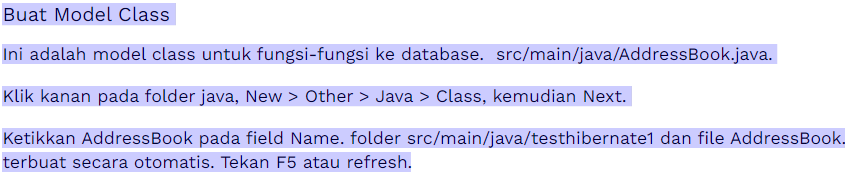 Buat Model Class
Ini adalah model class untuk fungsi-fungsi ke database.  src/main/java/AddressBook.java.
Klik kanan pada folder java, New > Other > Java > Class, kemudian Next.
Ketikkan AddressBook pada field Name. folder src/main/java/testhibernate1 dan file AddressBook.
terbuat secara otomatis. Tekan F5 atau refresh.